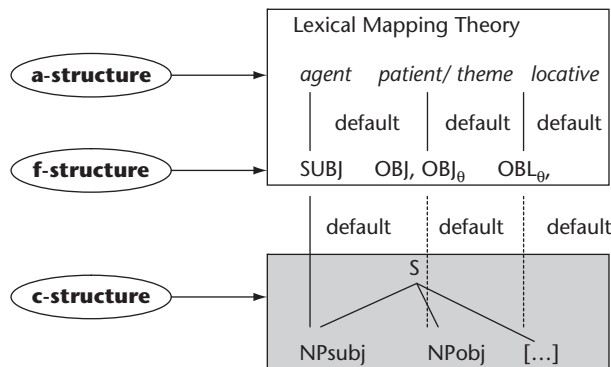 Lexical Mapping Theory
a-structure
agent patient/ theme locative
default default default
f-structure
SUBJ OBJ, OBJθ OBLθ,
default default default
S
c-structure
NPsubj NPobj [...]